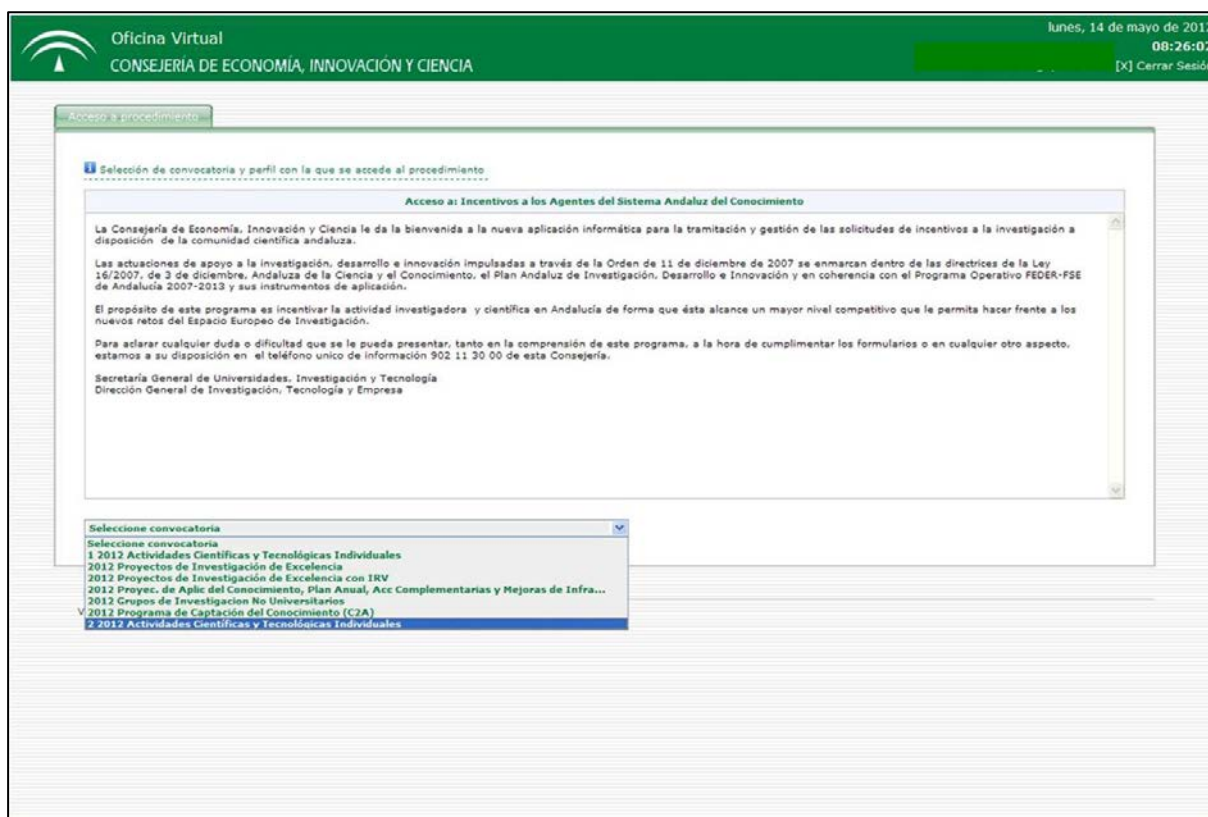 Oficina Virtual
CONSEJERÍA DE ECONOMÍA, INNOVACIÓN Y CIENCIA
lunes, 14 de mayo de 201
08:26:0
[X] Cerrar Sesió
Acceso a procedimiento
Selección de convocatoria y perfil con la que se accede al procedimiento
Acceso a: Incentivos a los Agentes del Sistema Andaluz del Conocimiento
La Consejería de Economía, Innovación y Ciencia le da la bienvenida a la nueva aplicación informática para la tramitación y gestión de las solicitudes de incentivos a la investigación a
disposición de la comunidad científica andaluza.
Las actuaciones de apoyo a la investigación, desarrollo e innovación impulsadas a través de la Orden de 11 de diciembre de 2007 se enmarcan dentro de las directrices de la Ley
16/2007, de 3 de diciembre, Andaluza de la Ciencia y el Conocimiento, el Plan Andaluz de Investigación, Desarrollo e Innovación y en coherencia con el Programa Operativo FEDER-FSE
de Andalucía 2007-2013 y sus instrumentos de aplicación.
El propósito de este programa es incentivar la actividad investigadora y científica en Andalucía de forma que ésta alcance un mayor nivel competitivo que le permita hacer frente a los
nuevos retos del Espacio Europeo de Investigación.
Para aclarar cualquier duda o dificultad que se le pueda presentar, tanto en la comprensión de este programa, a la hora de cumplimentar los formularios o en cualquier otro aspecto,
estamos a su disposición en el teléfono unico de información 902 11 30 00 de esta Consejería.
Secretaría General de Universidades, Investigación y Tecnología
Dirección General de Investigación, Tecnología y Empresa
Seleccione convocatoria
Seleccione convocatoria
1 2012 Actividades Científicas y Tecnológicas Individuales
2012 Proyectos de Investigación de Excelencia
2012 Proyectos de Investigación de Excelencia con IRV
2012 Proyec. de Aplic del Conocimiento, Plan Anual, Acc Complementarias y Mejoras de Infra...
2012 Grupos de Investigacion No Universitarios
V 2012 Programa de Captación del Conocimiento (C2A)
2 2012 Actividades Científicas y Tecnológicas Individuales